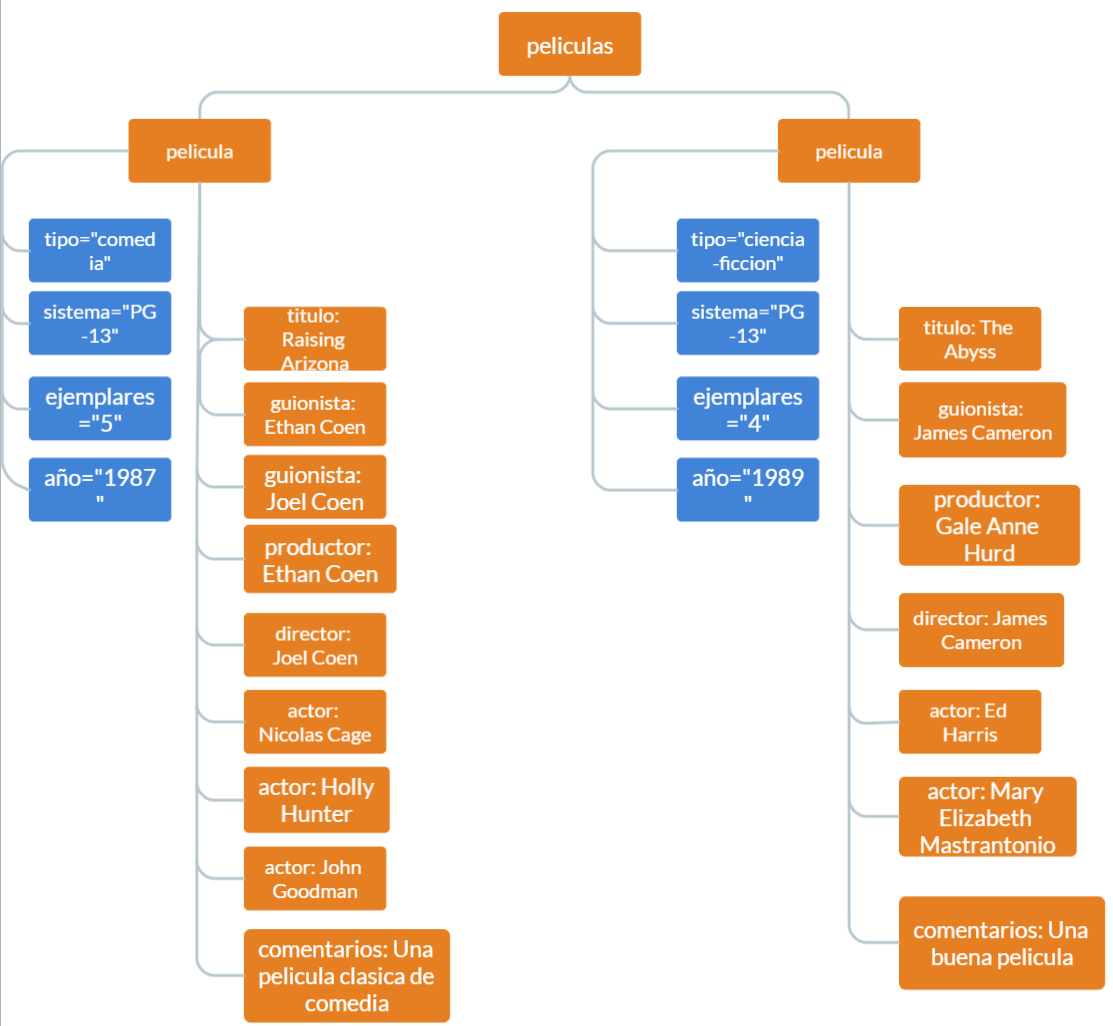 peliculas
pelicula
tipo="comed
ia"
sistema="PG
-13"
ejemplares
="5"
año="1987
"
titulo:
Raising
Arizona
guionista:
Ethan Coen
guionista:
Joel Coen
productor:
Ethan Coen
director:
Joel Coen
actor:
Nicolas Cage
actor: Holly
Hunter
actor: John
Goodman
comentarios: Una
pelicula clasica de
comedia
pelicula
tipo="ciencia
-ficcion"
sistema="PG
-13"
ejemplares
="4"
año="1989
"
titulo: The
Abyss
guionista:
James Cameron
productor:
Gale Anne
Hurd
director: James
Cameron
actor: Ed
Harris
actor: Mary
Elizabeth
Mastrantonio
comentarios: Una
buena pelicula